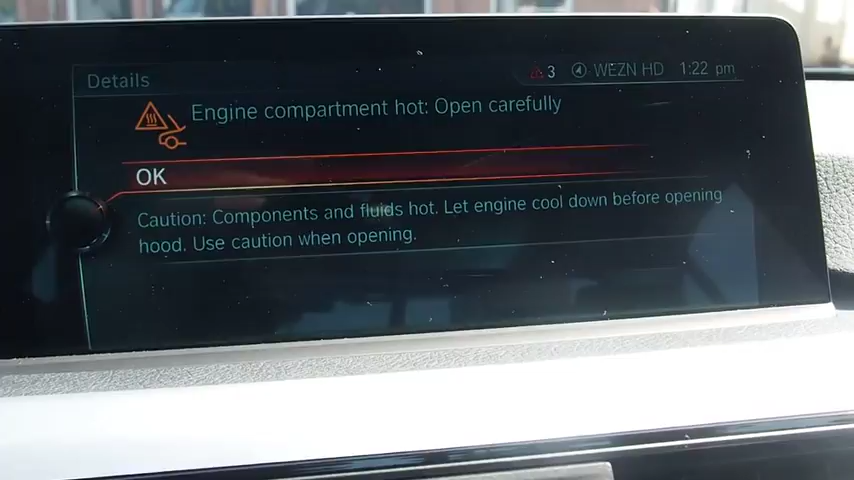 Details
3 WEZN HD 1:22 pm
Engine compartment hot: Open carefully
OK
Caution: Components and fluids hot. Let engine cool down before opening
hood. Use caution when opening.